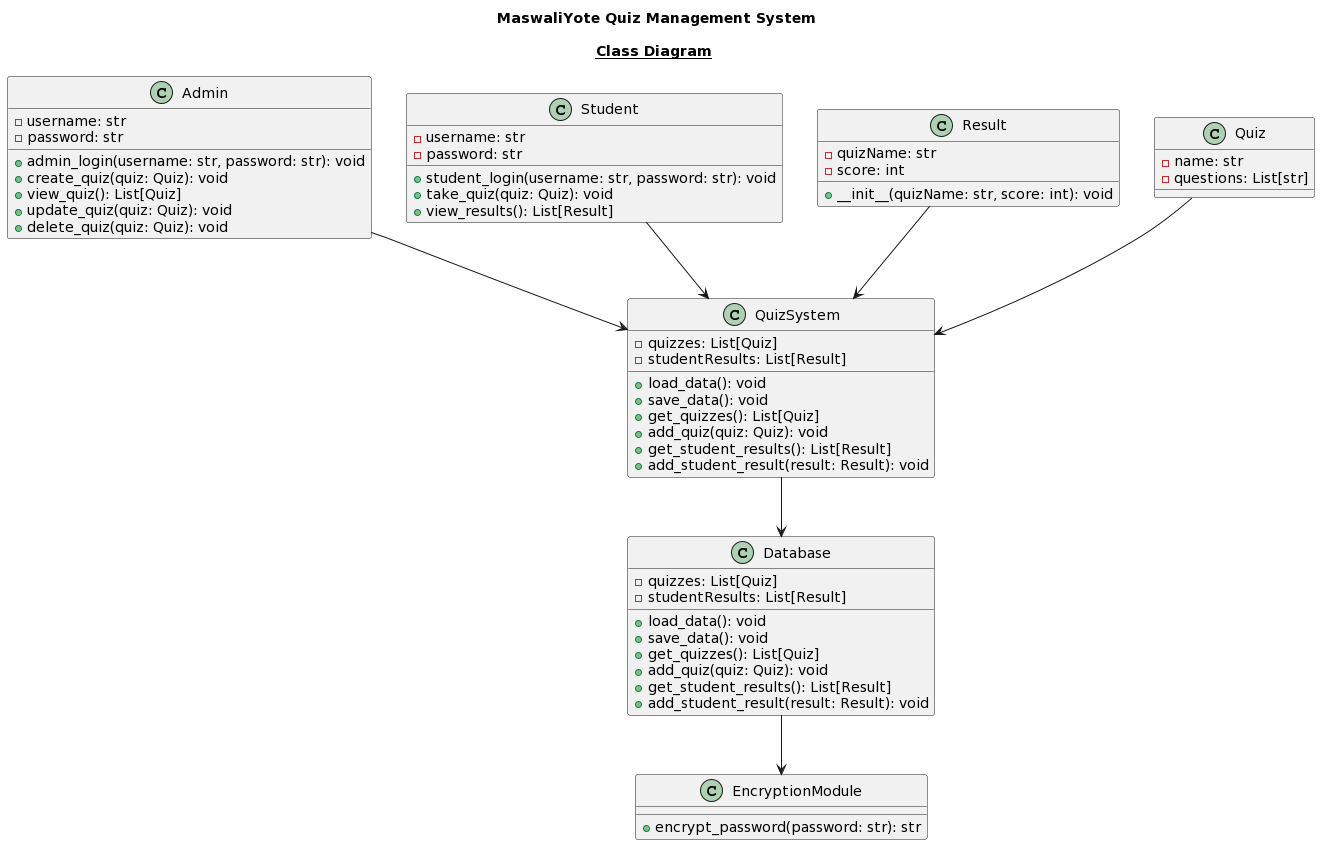 MaswaliYote Quiz Management System
Class Diagram
C Admin
username: str
password: str
admin_login(username: str, password: str): void
create_quiz(quiz: Quiz): void
view_quiz(): List[Quiz]
update_quiz(quiz: Quiz): void
delete_quiz(quiz: Quiz): void
C Student
username: str
password: str
student_login(username: str, password: str): void
take_quiz(quiz: Quiz): void
view_results(): List[Result]
C Result
quizName: str
score: int
__init__(quizName: str, score: int): void
C Quiz
name: str
questions: List[str]
C QuizSystem
quizzes: List[Quiz]
studentResults: List[Result]
load_data(): void
save_data(): void
get_quizzes(): List[Quiz]
add_quiz(quiz: Quiz): void
get_student_results(): List[Result]
add_student_result(result: Result): void
C Database
quizzes: List[Quiz]
studentResults: List[Result]
load_data(): void
save_data(): void
get_quizzes(): List[Quiz]
add_quiz(quiz: Quiz): void
get_student_results(): List[Result]
add_student_result(result: Result): void
C EncryptionModule
encrypt_password(password: str): str